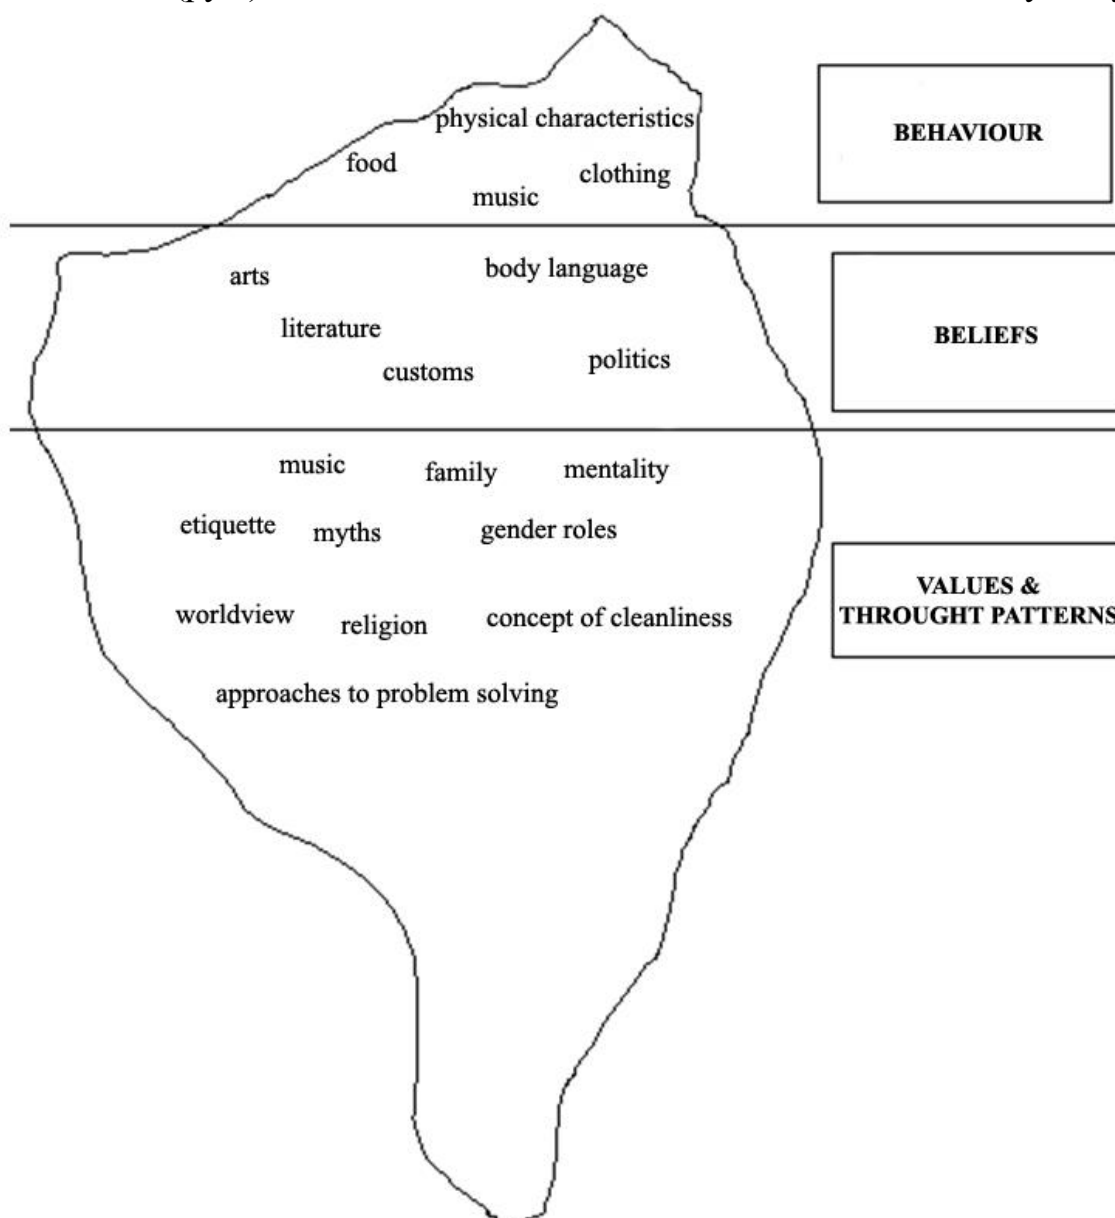 physical characteristics
food
clothing
music
BEHAVIOUR
arts
body language
literature
customs
politics
BELIEFS
music
family
mentality
etiquette
myths
gender roles
worldview
religion
concept of cleanliness
approaches to problem solving
VALUES &
THROUGHT PATTERNS